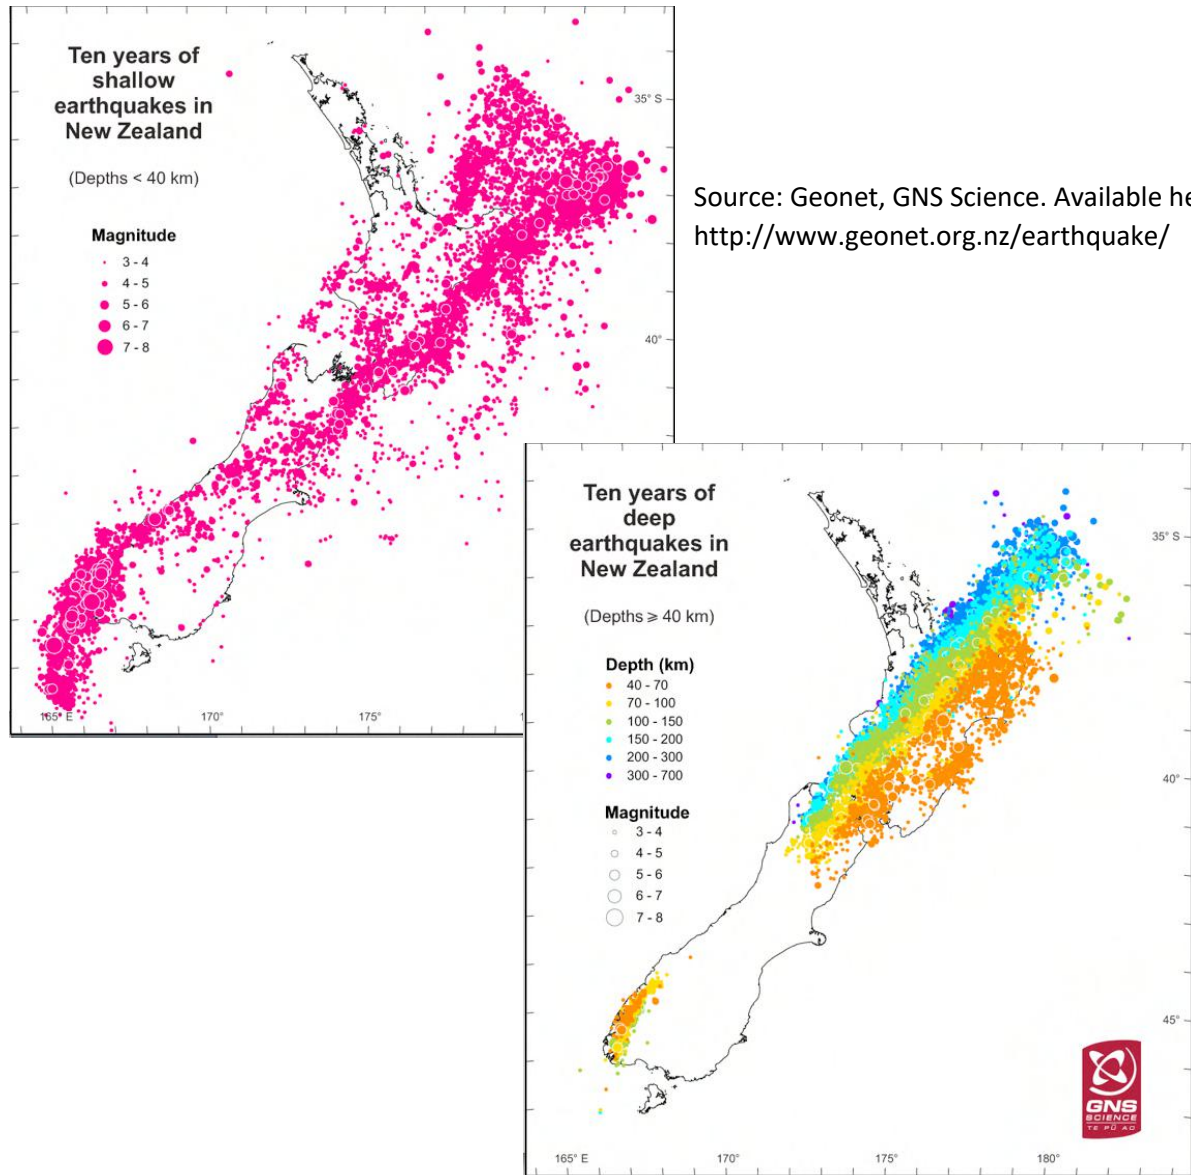 Ten years of
shallow
earthquakes in
New Zealand
(Depths < 40 km)
Magnitude
3 - 4
4 - 5
5 - 6
6 - 7
7 - 8
35° S
40°
165° E
170°
175°
Source: Geonet, GNS Science. Available he
http://www.geonet.org.nz/earthquake/
Ten years of
deep
earthquakes in
New Zealand
(Depths ⩾ 40 km)
Depth (km)
40 - 70
70 - 100
100 - 150
150 - 200
200 - 300
300 - 700
Magnitude
3 - 4
4 - 5
5 - 6
6 - 7
7 - 8
35° S
40°
45°
165° E
170°
175°
180°
GNS
SCIENCE
TE PŪ AO